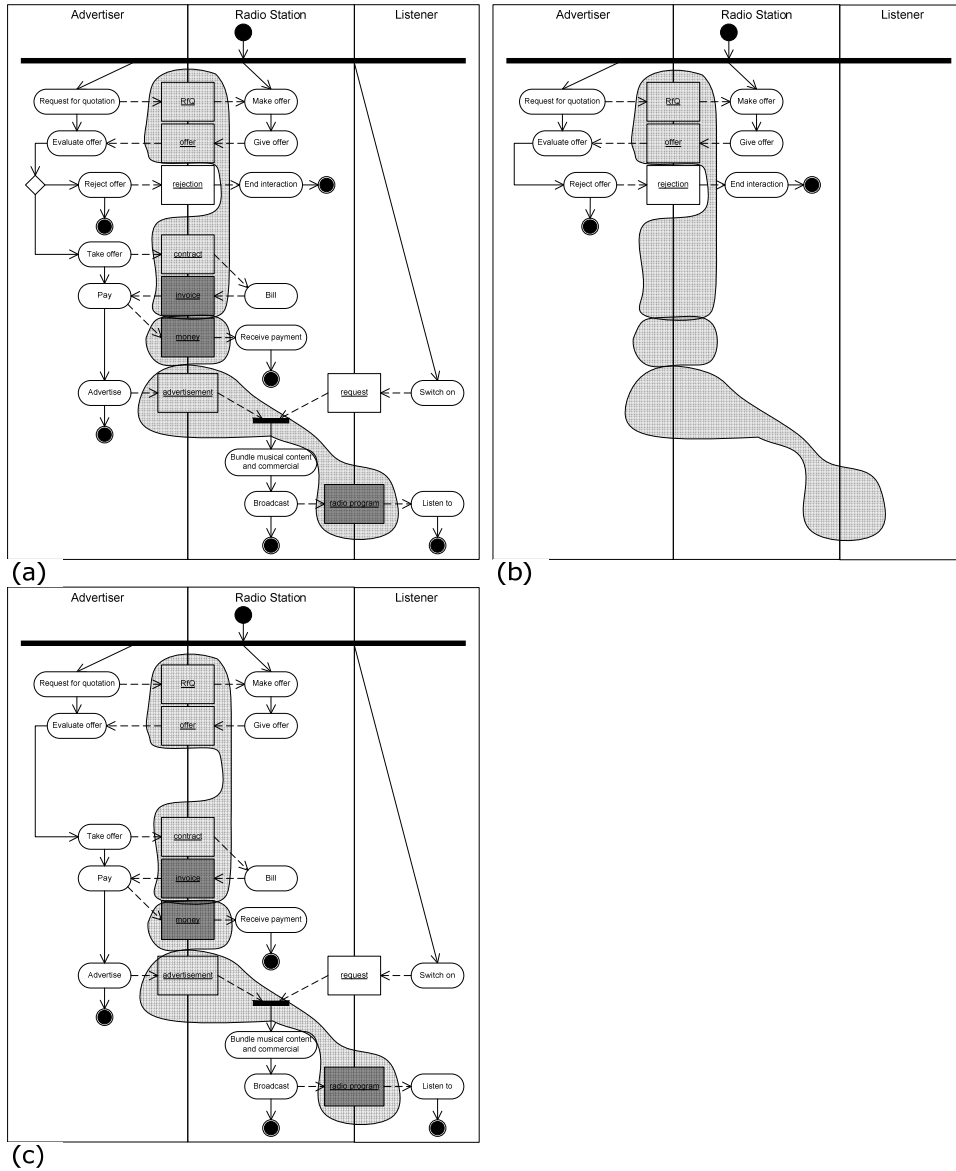 Advertiser Radio Station Listener
Request for quotation RfQ Make offer
Evaluate offer offer Give offer
Reject offer rejection End interaction
Take offer contract
Pay invoice Bill
money Receive payment
Advertise advertisement request Switch on
Bundle musical content
and commercial
Broadcast radio program Listen to
(a)
Advertiser Radio Station Listener
Request for quotation RfQ Make offer
Evaluate offer offer Give offer
Reject offer rejection End interaction
(b)
Advertiser Radio Station Listener
Request for quotation RfQ Make offer
Evaluate offer offer Give offer
Take offer contract
Pay invoice Bill
money Receive payment
Advertise advertisement request Switch on
Bundle musical content
and commercial
Broadcast radio program Listen to
(c)